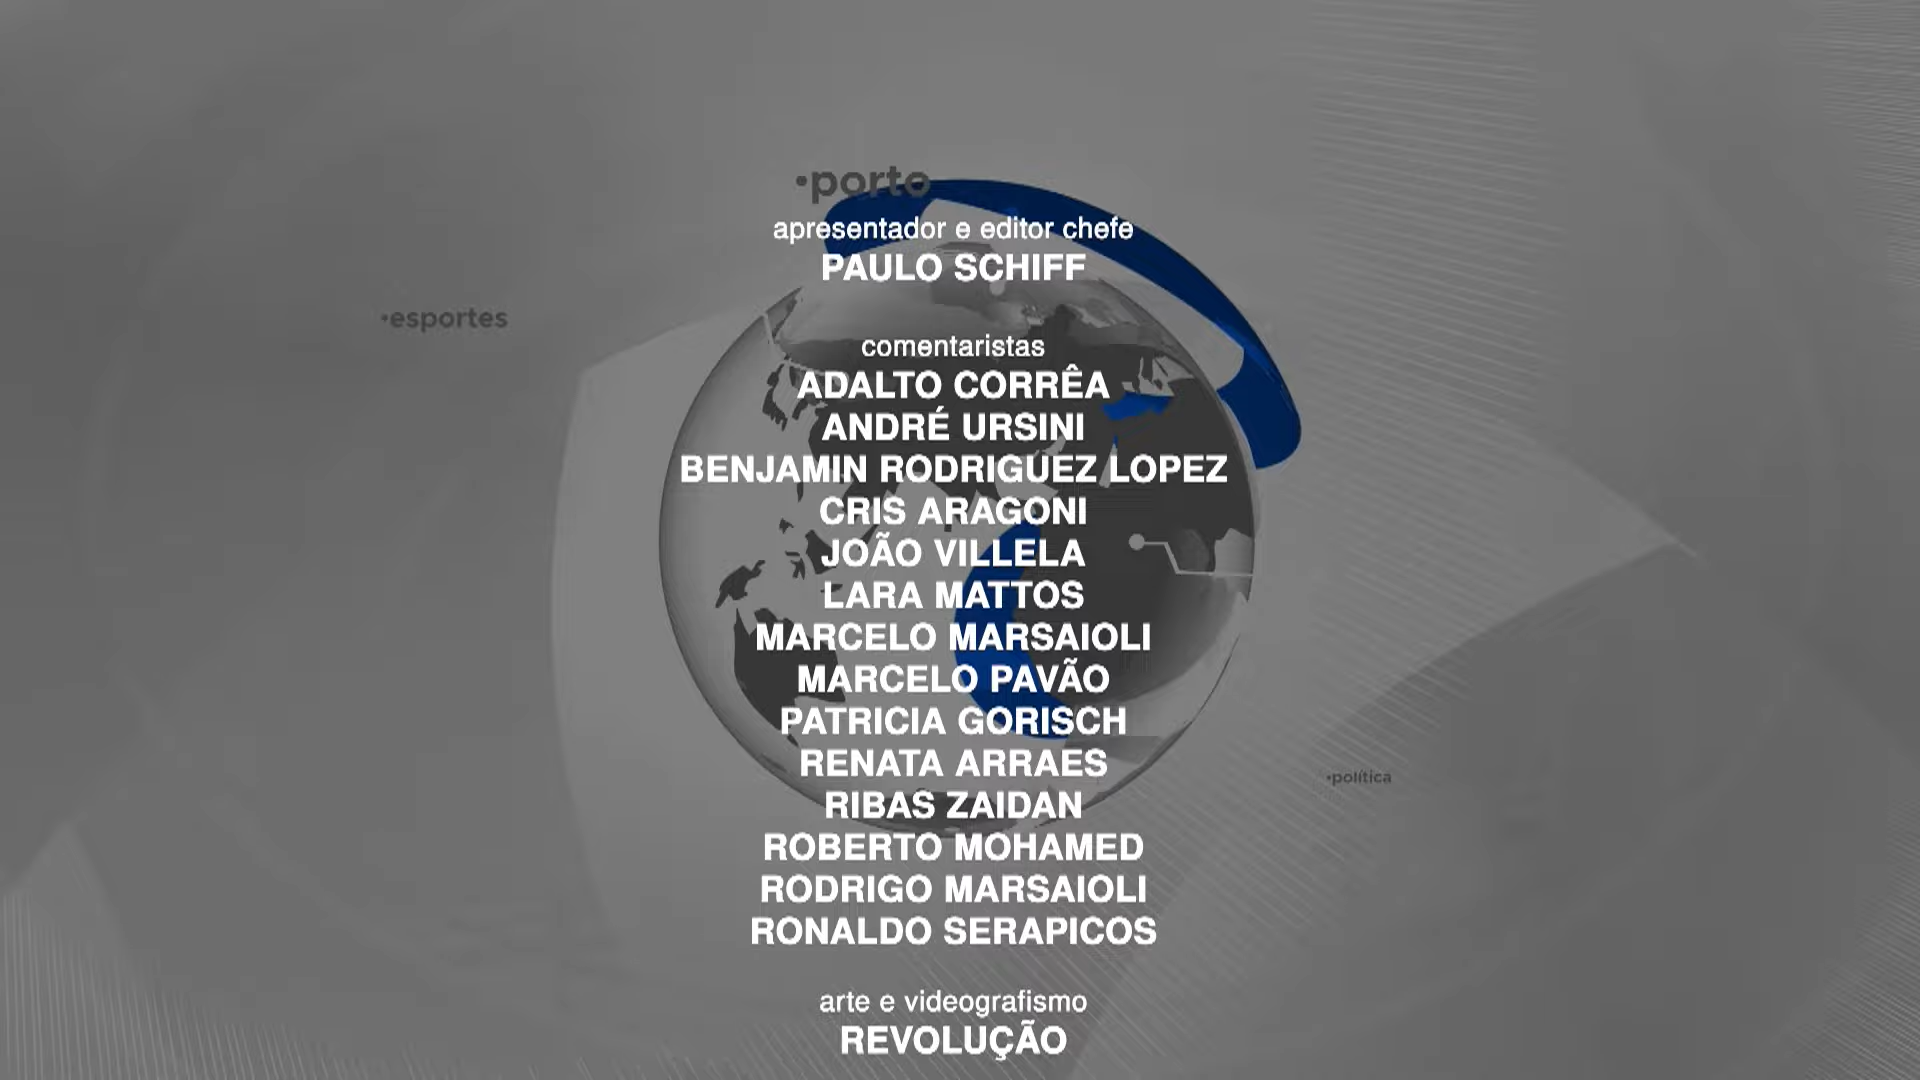 •porto
apresentador e editor chefe
PAULO SCHIFF
•esportes
comentaristas
ADALTO CORRÊA
ANDRÉ URSINI
BENJAMIN RODRIGUEZ LOPEZ
CRIS ARAGONI
JOÃO VILLELA
LARA MATTOS
MARCELO MARSAIOLI
MARCELO PAVÃO
PATRICIA GORISCH
RENATA ARRAES
•política
RIBAS ZAIDAN
ROBERTO MOHAMED
RODRIGO MARSAIOLI
RONALDO SERAPICOS
arte e videografismo
REVOLUÇÃO